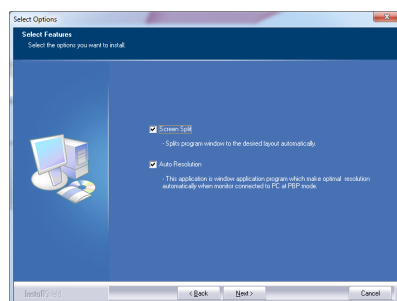 Select Options
Select Features
Select the options you want to install.
Screen Split
- Splits program window to the desired layout automatically.
Auto Resolution
- This application is window application program which make optimal resolution
automatically when monitor connected to PC at PBP mode.
InstallShield
< Back
Next >
Cancel